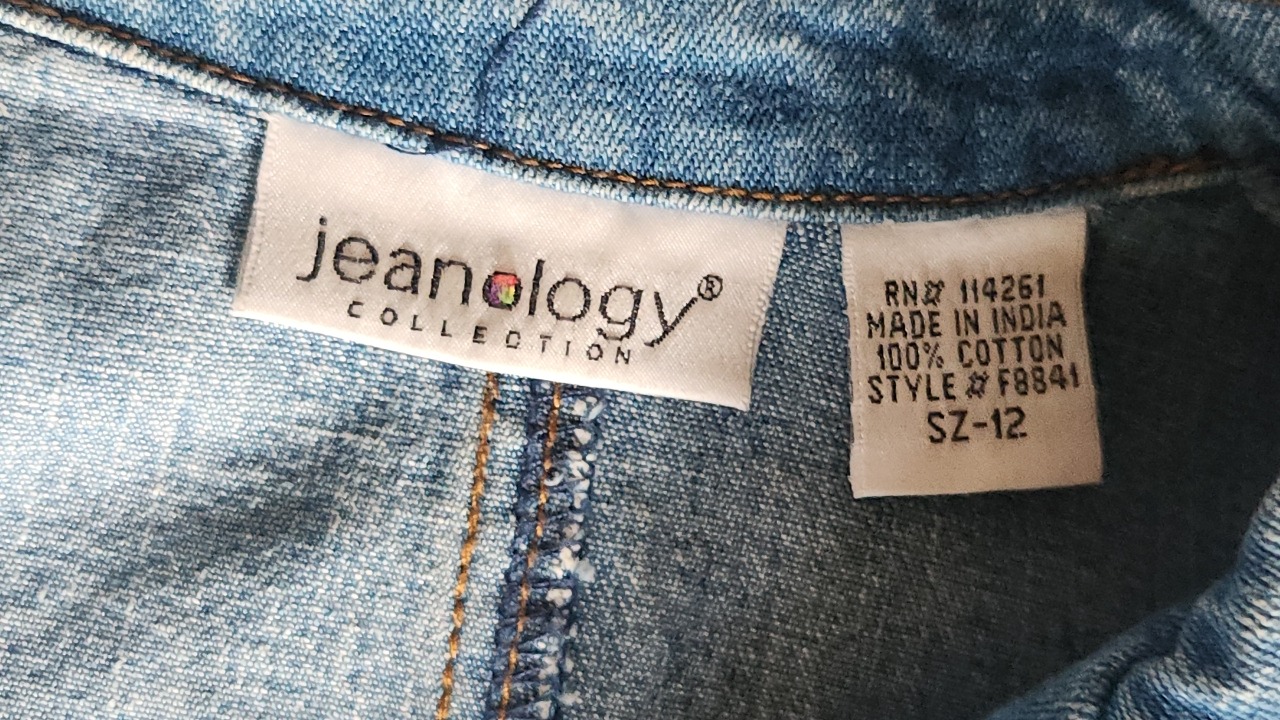 jeanology®
COLLECTION
RN# 114261
MADE IN INDIA
100% COTTON
STYLE # F8841
SZ-12